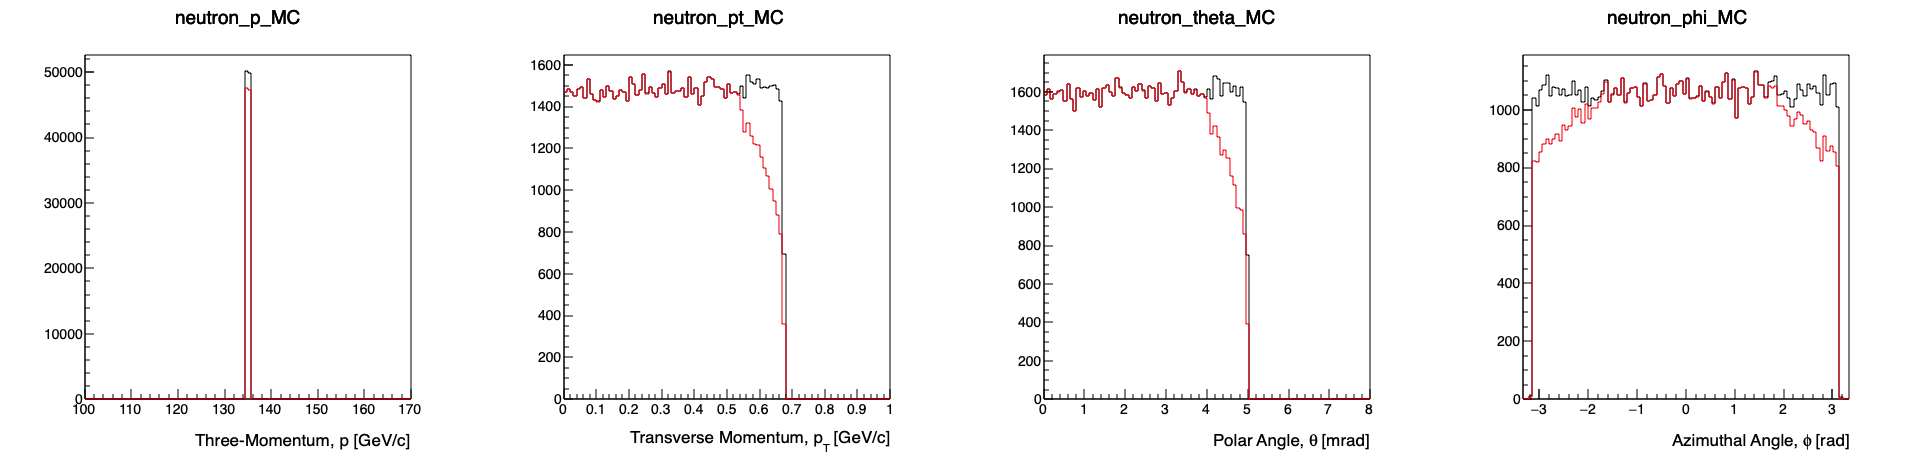 neutron_p_MC
50000
40000
30000
20000
10000
0
100 110 120 130 140 150 160 170
Three-Momentum, p [GeV/c]
neutron_pt_MC
1600
1400
1200
1000
800
600
400
200
0
0 0.1 0.2 0.3 0.4 0.5 0.6 0.7 0.8 0.9 1
Transverse Momentum, p_T [GeV/c]
neutron_theta_MC
1600
1400
1200
1000
800
600
400
200
0
0 1 2 3 4 5 6 7 8
Polar Angle, θ [mrad]
neutron_phi_MC
1000
800
600
400
200
0
−3 −2 −1 0 1 2 3
Azimuthal Angle, ϕ [rad]